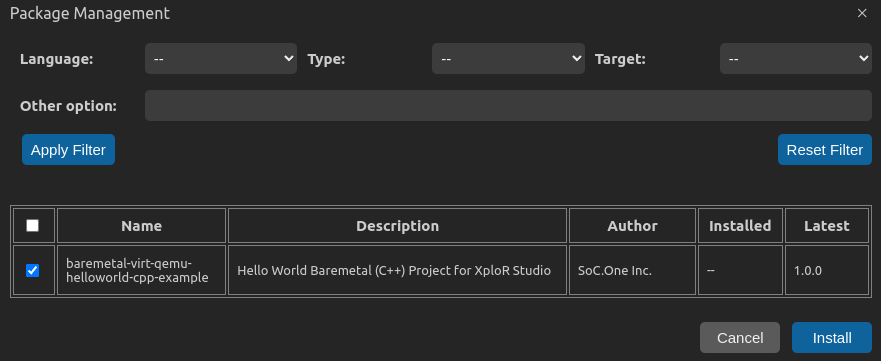 Package Management ×
Language: -- Type: -- Target: --
Other option:
Apply Filter Reset Filter
Name Description Author Installed Latest
baremetal-virt-qemu-
helloworld-cpp-example Hello World Baremetal (C++) Project for XploR Studio SoC.One Inc. -- 1.0.0
Cancel Install